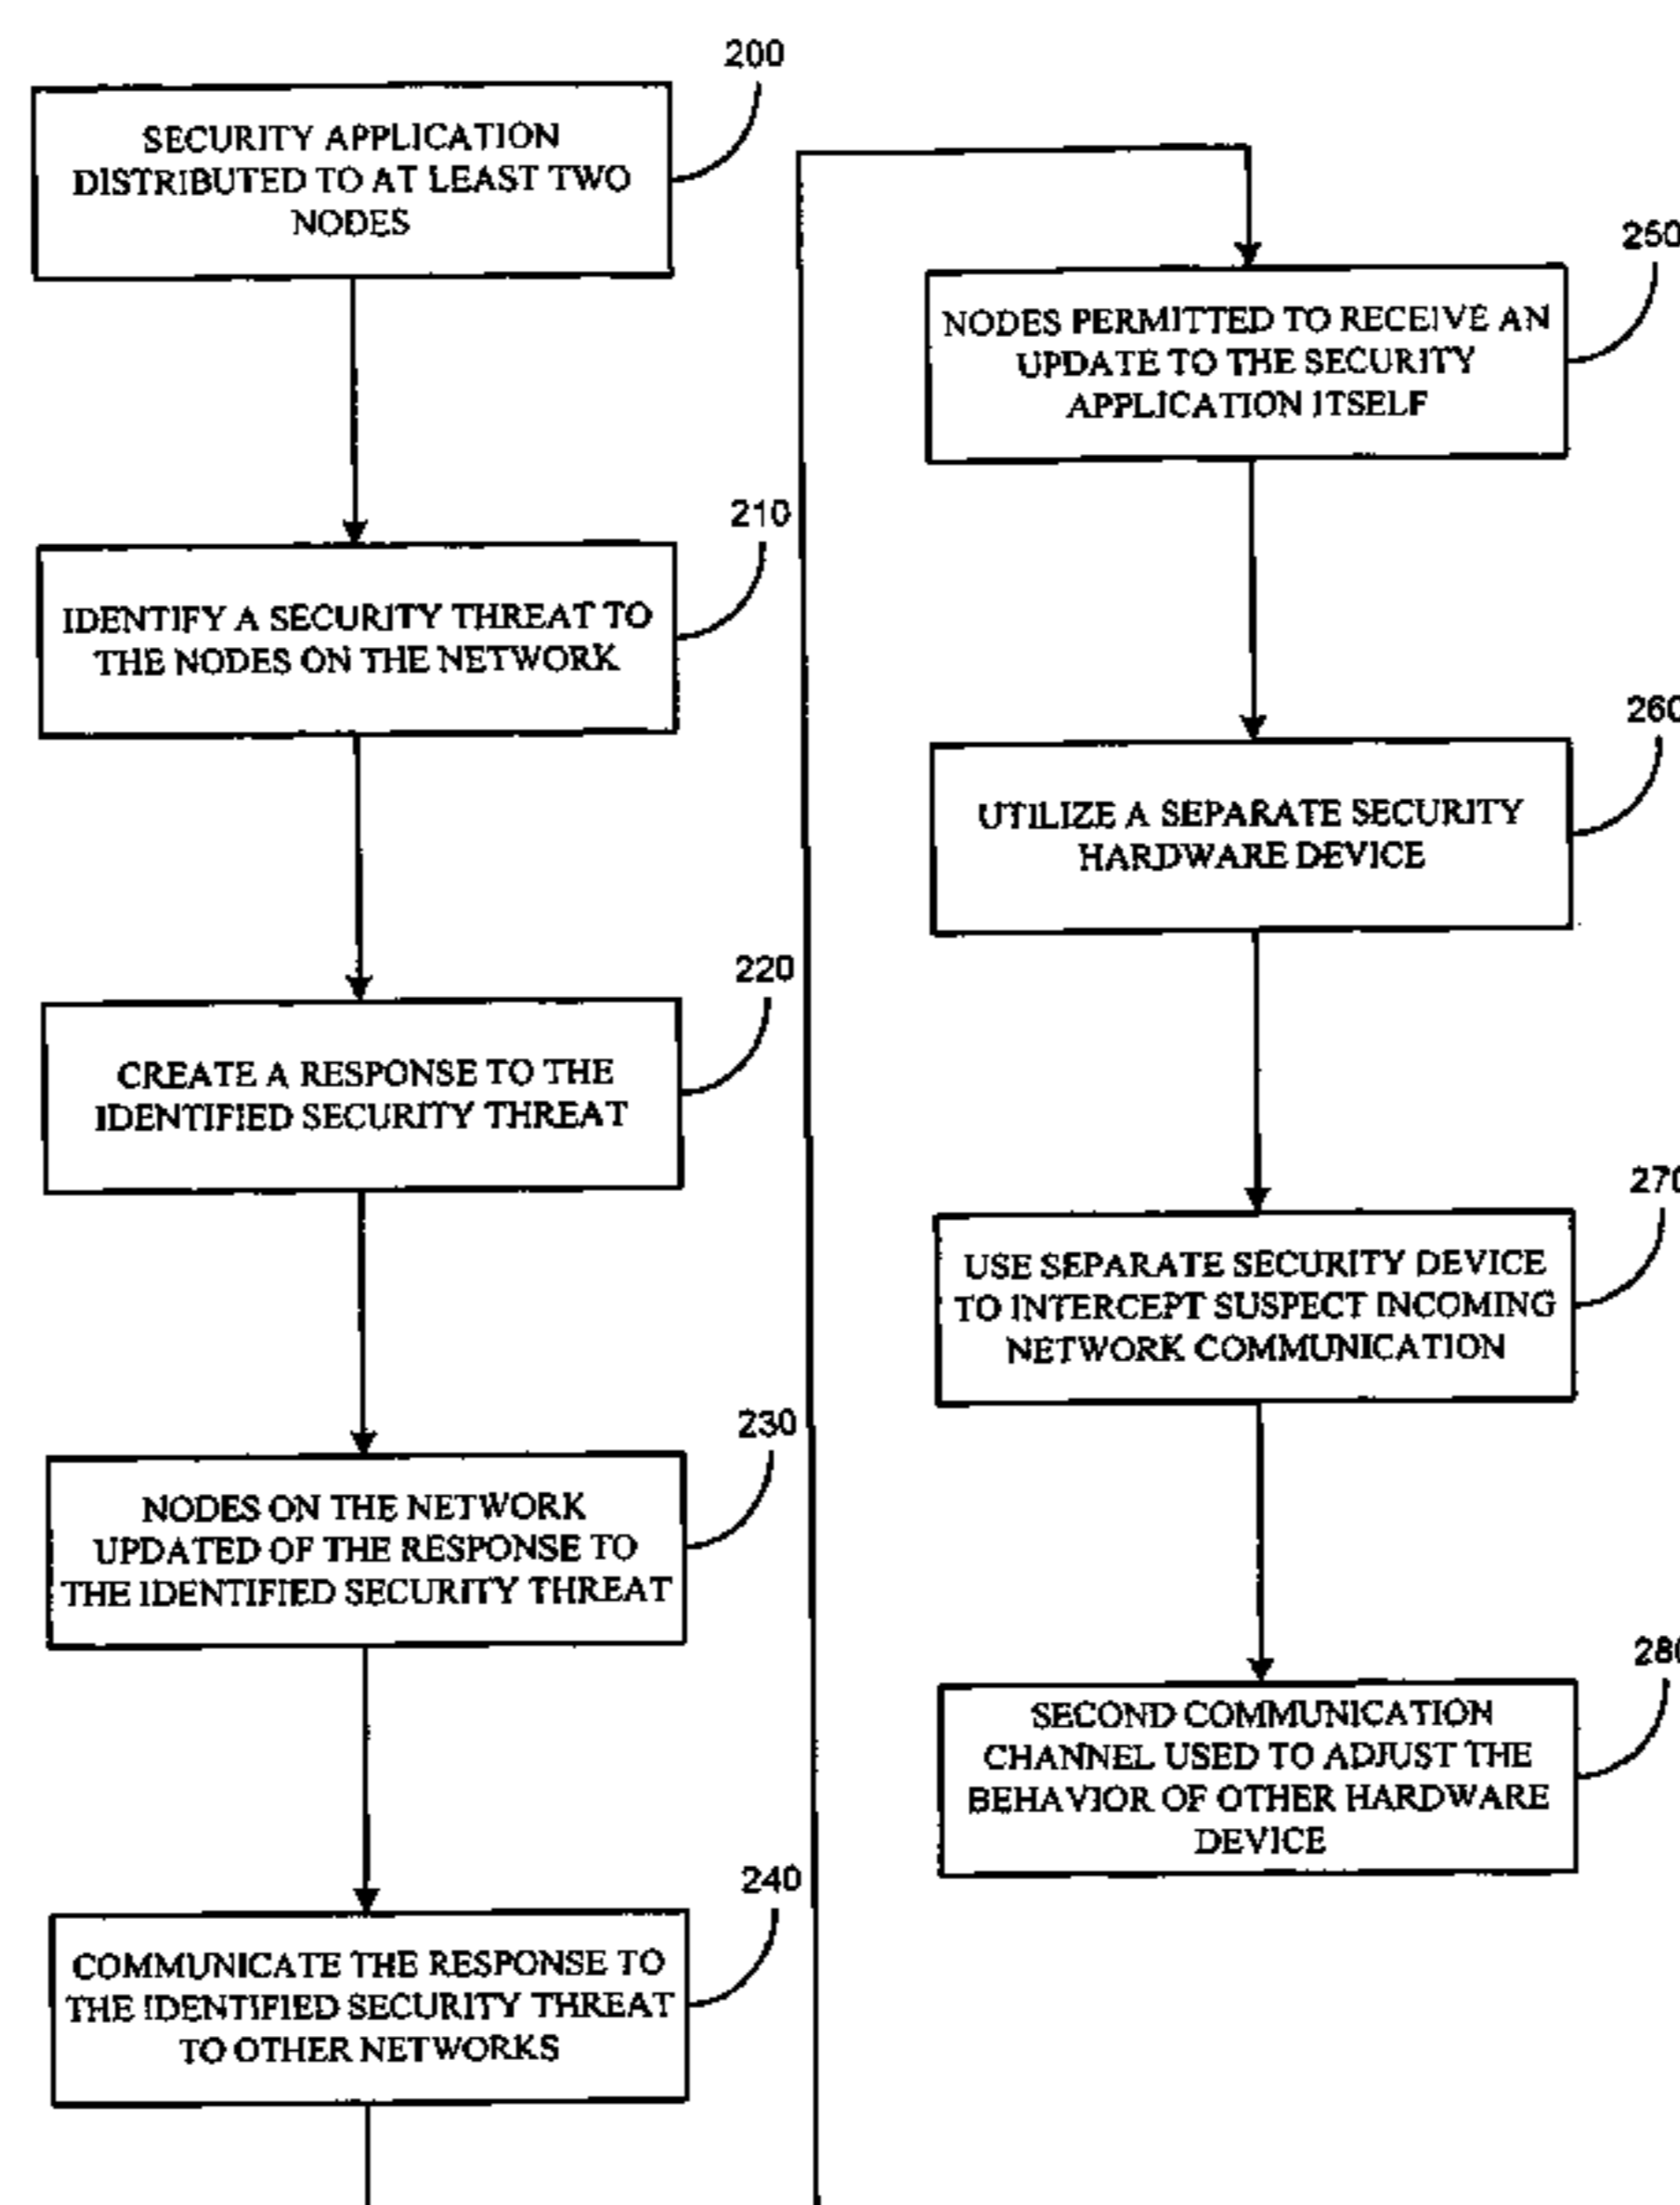 200
SECURITY APPLICATION
DISTRIBUTED TO AT LEAST TWO
NODES
210
IDENTIFY A SECURITY THREAT TO
THE NODES ON THE NETWORK
220
CREATE A RESPONSE TO THE
IDENTIFIED SECURITY THREAT
230
NODES ON THE NETWORK
UPDATED OF THE RESPONSE TO
THE IDENTIFIED SECURITY THREAT
240
COMMUNICATE THE RESPONSE TO
THE IDENTIFIED SECURITY THREAT
TO OTHER NETWORKS
250
NODES PERMITTED TO RECEIVE AN
UPDATE TO THE SECURITY
APPLICATION ITSELF
260
UTILIZE A SEPARATE SECURITY
HARDWARE DEVICE
270
USE SEPARATE SECURITY DEVICE
TO INTERCEPT SUSPECT INCOMING
NETWORK COMMUNICATION
280
SECOND COMMUNICATION
CHANNEL USED TO ADJUST THE
BEHAVIOR OF OTHER HARDWARE
DEVICE